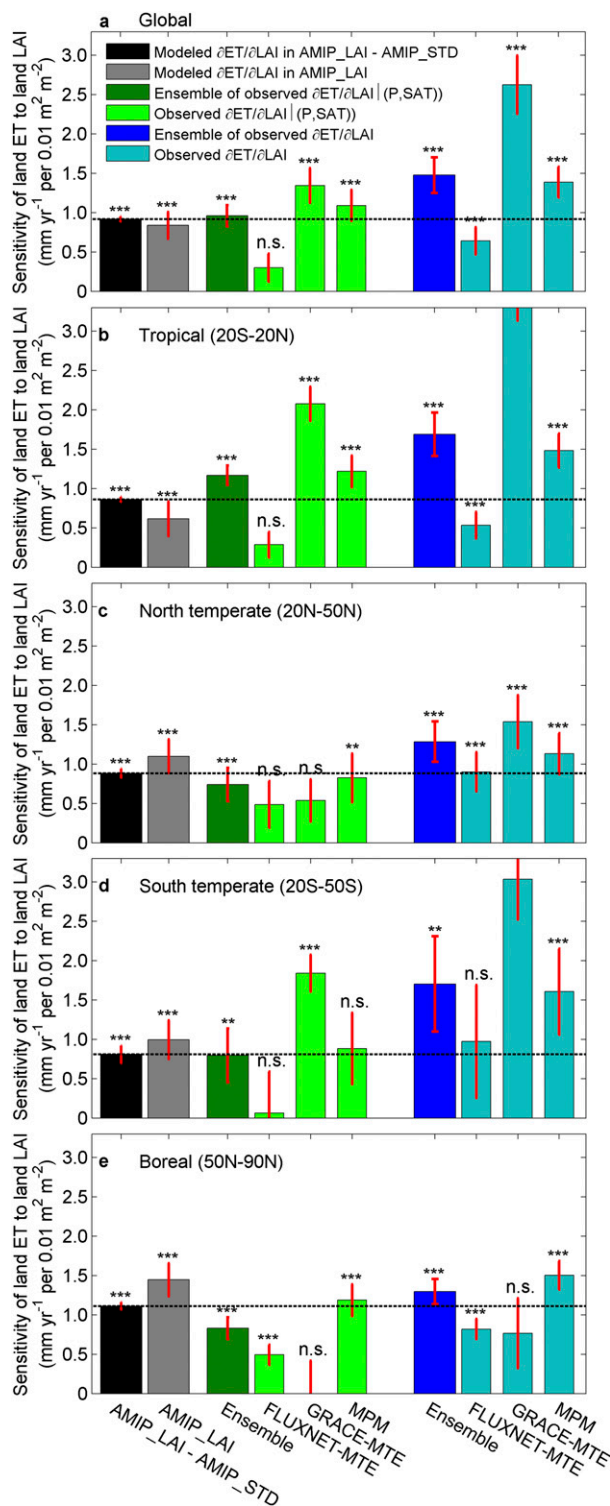 a Global
Modeled ∂ET/∂LAI in AMIP_LAI - AMIP_STD
Modeled ∂ET/∂LAI in AMIP_LAI
Ensemble of observed ∂ET/∂LAI | (P,SAT))
Observed ∂ET/∂LAI | (P,SAT))
Ensemble of observed ∂ET/∂LAI
Observed ∂ET/∂LAI
Sensitivity of land ET to land LAI
(mm yr⁻¹ per 0.01 m² m⁻²)
3.0
2.5
2.0
1.5
1.0
0.5
0
*** *** *** n.s. *** *** *** *** *** ***
b Tropical (20S-20N)
Sensitivity of land ET to land LAI
(mm yr⁻¹ per 0.01 m² m⁻²)
3.0
2.5
2.0
1.5
1.0
0.5
0
*** *** *** n.s. *** *** *** *** ***
c North temperate (20N-50N)
Sensitivity of land ET to land LAI
(mm yr⁻¹ per 0.01 m² m⁻²)
3.0
2.5
2.0
1.5
1.0
0.5
0
*** *** *** n.s. n.s. ** *** *** *** ***
d South temperate (20S-50S)
Sensitivity of land ET to land LAI
(mm yr⁻¹ per 0.01 m² m⁻²)
3.0
2.5
2.0
1.5
1.0
0.5
0
*** *** ** n.s. *** n.s. ** n.s. ***
e Boreal (50N-90N)
Sensitivity of land ET to land LAI
(mm yr⁻¹ per 0.01 m² m⁻²)
3.0
2.5
2.0
1.5
1.0
0.5
0
*** *** *** *** n.s. *** *** *** n.s. ***
AMIP_LAI - AMIP_STD
AMIP_LAI
Ensemble
FLUXNET-MTE
GRACE-MTE
MPM
Ensemble
FLUXNET-MTE
GRACE-MTE
MPM